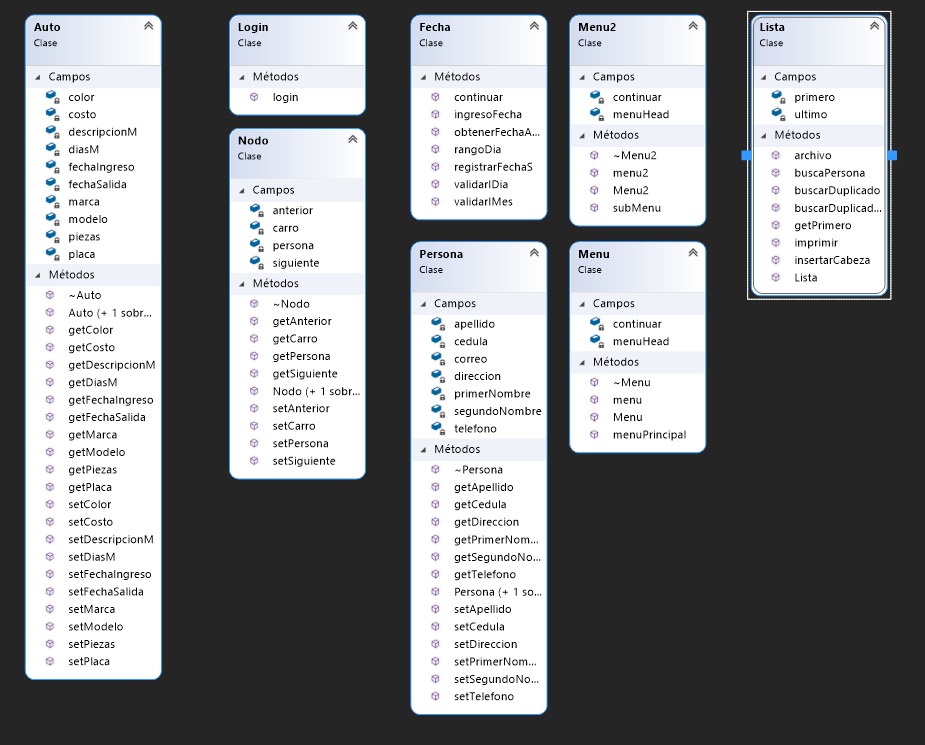 Auto
Clase
Campos
color
costo
descripcionM
diasM
fechaIngreso
fechaSalida
marca
modelo
piezas
placa
Métodos
~Auto
Auto (+ 1 sobr...
getColor
getCosto
getDescripcionM
getDiasM
getFechaIngreso
getFechaSalida
getMarca
getModelo
getPiezas
getPlaca
setColor
setCosto
setDescripcionM
setDiasM
setFechaIngreso
setFechaSalida
setMarca
setModelo
setPiezas
setPlaca
Login
Clase
Métodos
login
Nodo
Clase
Campos
anterior
carro
persona
siguiente
Métodos
~Nodo
getAnterior
getCarro
getPersona
getSiguiente
Nodo (+ 1 sobr...
setAnterior
setCarro
setPersona
setSiguiente
Fecha
Clase
Métodos
continuar
ingresoFecha
obtenerFechaA...
rangoDia
registrarFechaS
validarIDia
validarIMes
Persona
Clase
Campos
apellido
cedula
correo
direccion
primerNombre
segundoNombre
telefono
Métodos
~Persona
getApellido
getCedula
getDireccion
getPrimerNom...
getSegundoNo...
getTelefono
Persona (+ 1 so...
setApellido
setCedula
setDireccion
setPrimerNom...
setSegundoNo...
setTelefono
Menu2
Clase
Campos
continuar
menuHead
Métodos
~Menu2
menu2
Menu2
subMenu
Menu
Clase
Campos
continuar
menuHead
Métodos
~Menu
menu
Menu
menuPrincipal
Lista
Clase
Campos
primero
ultimo
Métodos
archivo
buscaPersona
buscarDuplicado
buscarDuplicad...
getPrimero
imprimir
insertarCabeza
Lista